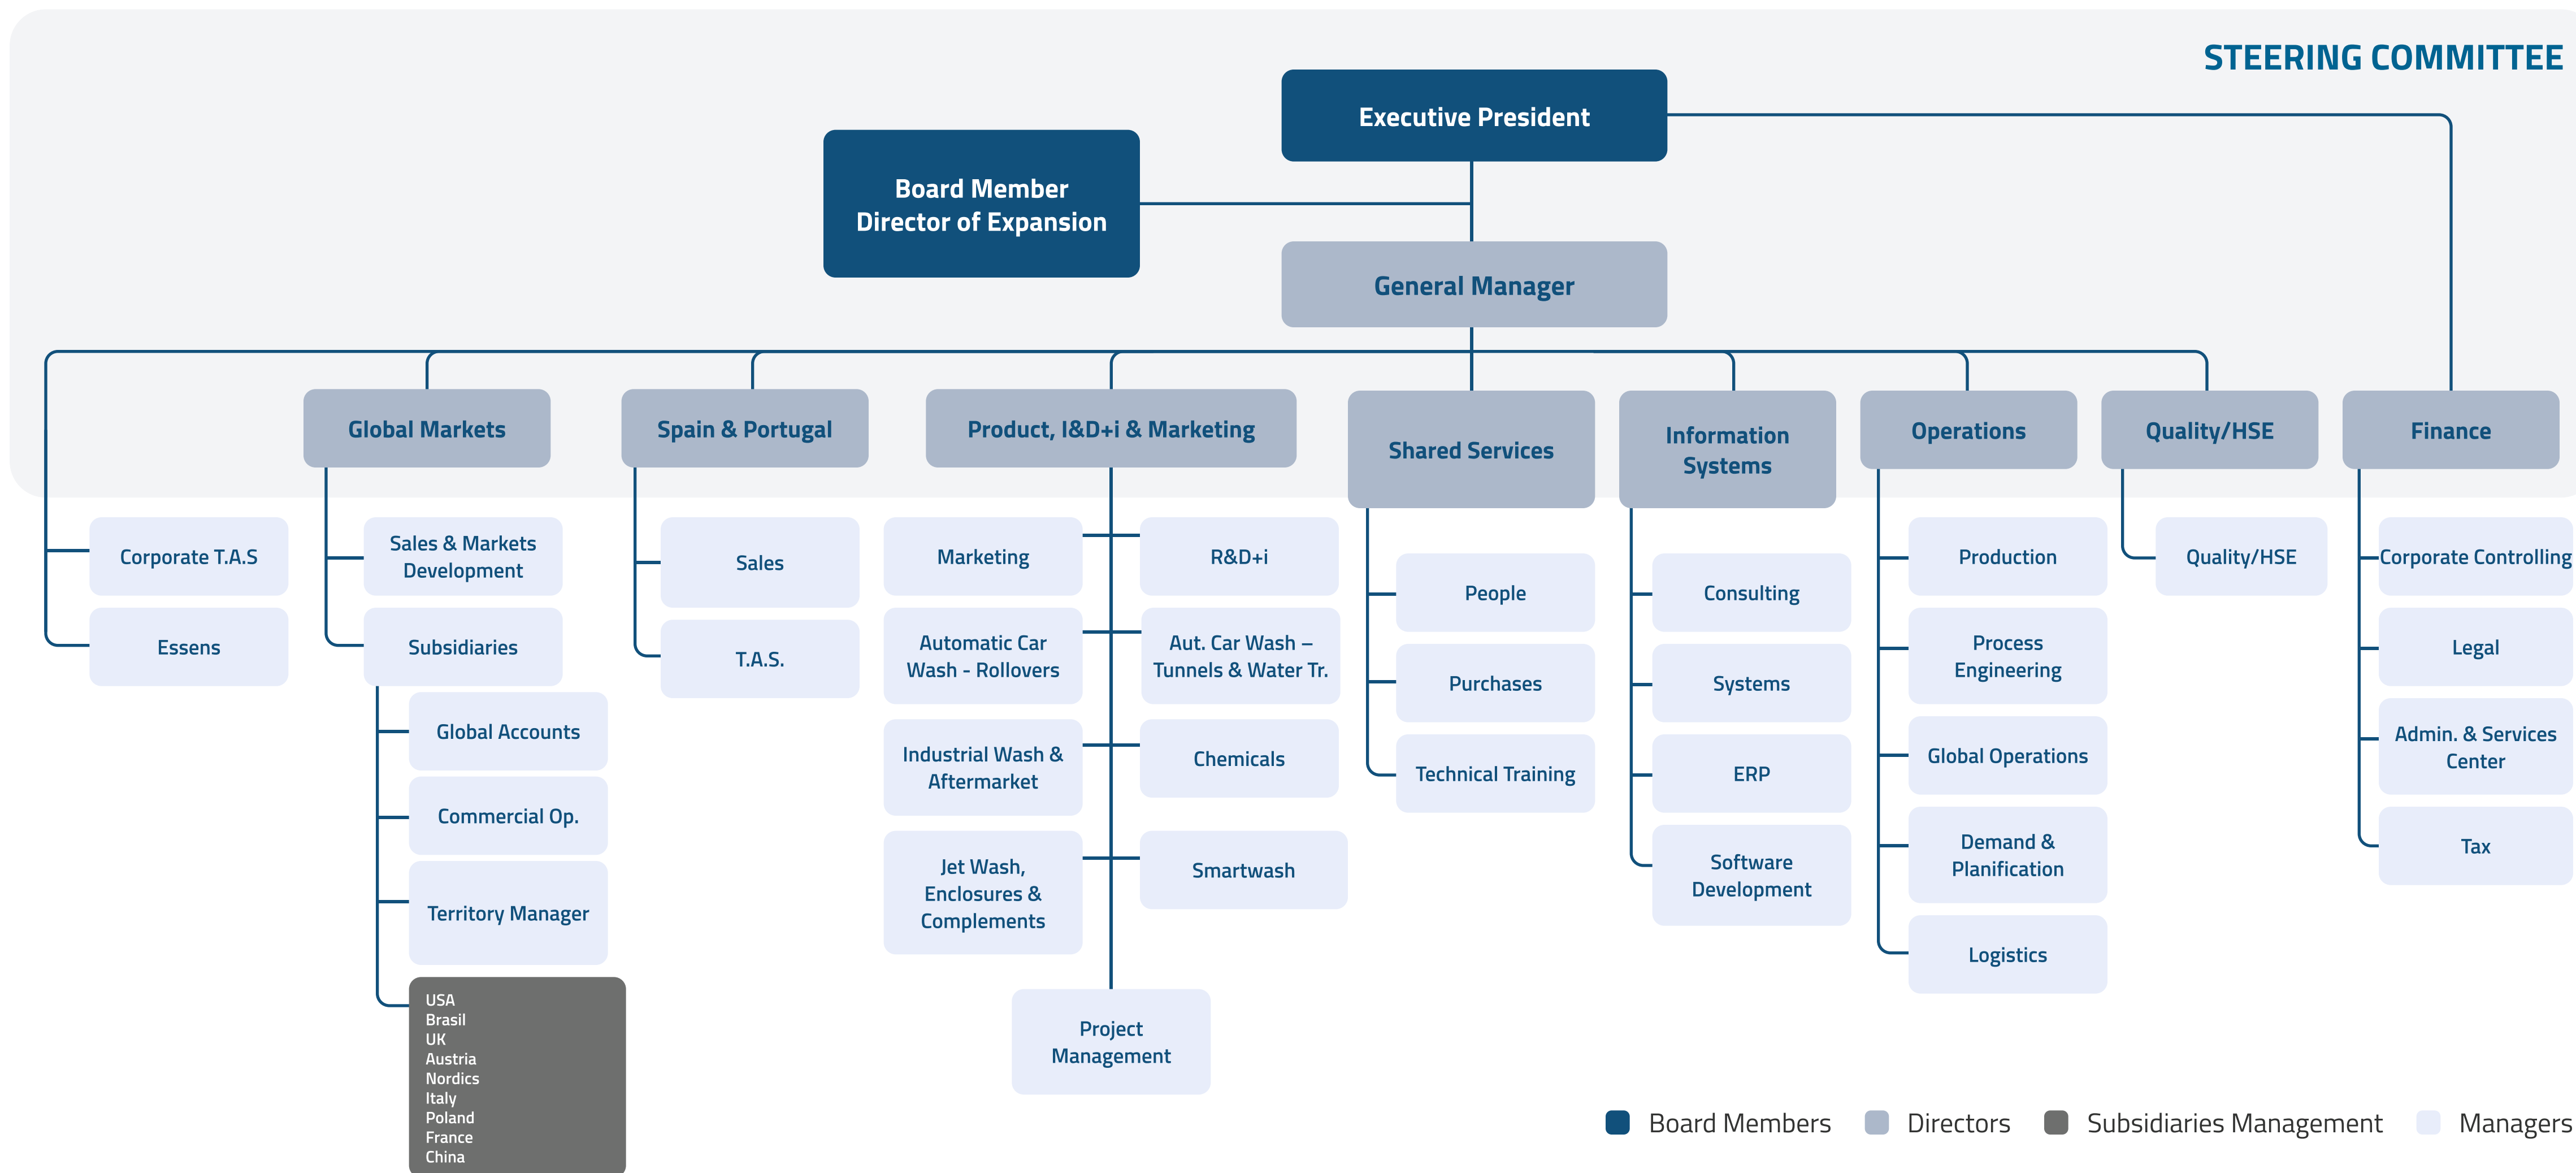 STEERING COMMITTEE
Executive President
Board Member
Director of Expansion
General Manager
Global Markets
Spain & Portugal
Product, I&D+i & Marketing
Shared Services
Information
Systems
Operations
Quality/HSE
Finance
Corporate T.A.S
Essens
Sales & Markets
Development
Subsidiaries
Global Accounts
Commercial Op.
Territory Manager
USA
Brasil
UK
Austria
Nordics
Italy
Poland
France
China
Sales
T.A.S.
Marketing
R&D+i
Automatic Car
Wash - Rollovers
Aut. Car Wash –
Tunnels & Water Tr.
Industrial Wash &
Aftermarket
Chemicals
Jet Wash,
Enclosures &
Complements
Smartwash
Project
Management
People
Purchases
Technical Training
Consulting
Systems
ERP
Software
Development
Production
Process
Engineering
Global Operations
Demand &
Planification
Logistics
Quality/HSE
Corporate Controlling
Legal
Admin. & Services
Center
Tax
Board Members
Directors
Subsidiaries Management
Managers